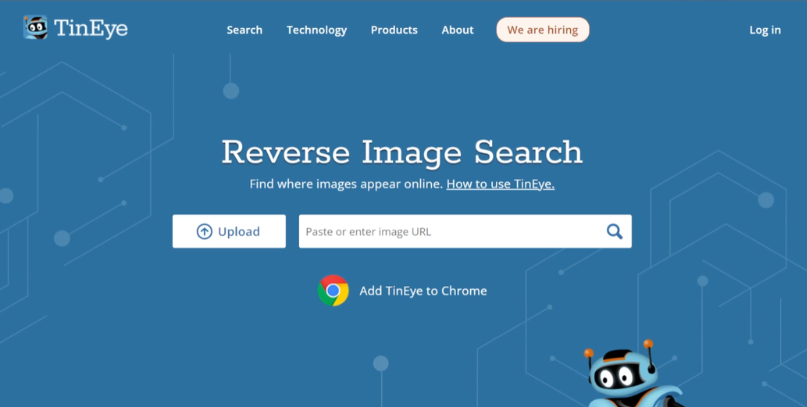 TinEye
Search Technology Products About We are hiring Log in
Reverse Image Search
Find where images appear online. How to use TinEye.
Upload Paste or enter image URL
Add TinEye to Chrome